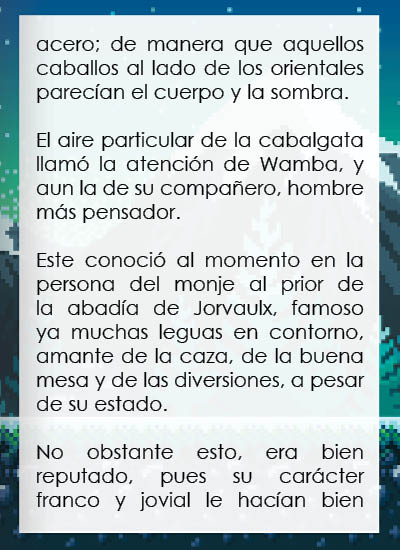 acero; de manera que aquellos
caballos al lado de los orientales
parecían el cuerpo y la sombra.
El aire particular de la cabalgata
llamó la atención de Wamba, y
aun la de su compañero, hombre
más pensador.
Este conoció al momento en la
persona del monje al prior de
la abadía de Jorvaulx, famoso
ya muchas leguas en contorno,
amante de la caza, de la buena
mesa y de las diversiones, a pesar
de su estado.
No obstante esto, era bien
reputado, pues su carácter
franco y jovial le hacían bien